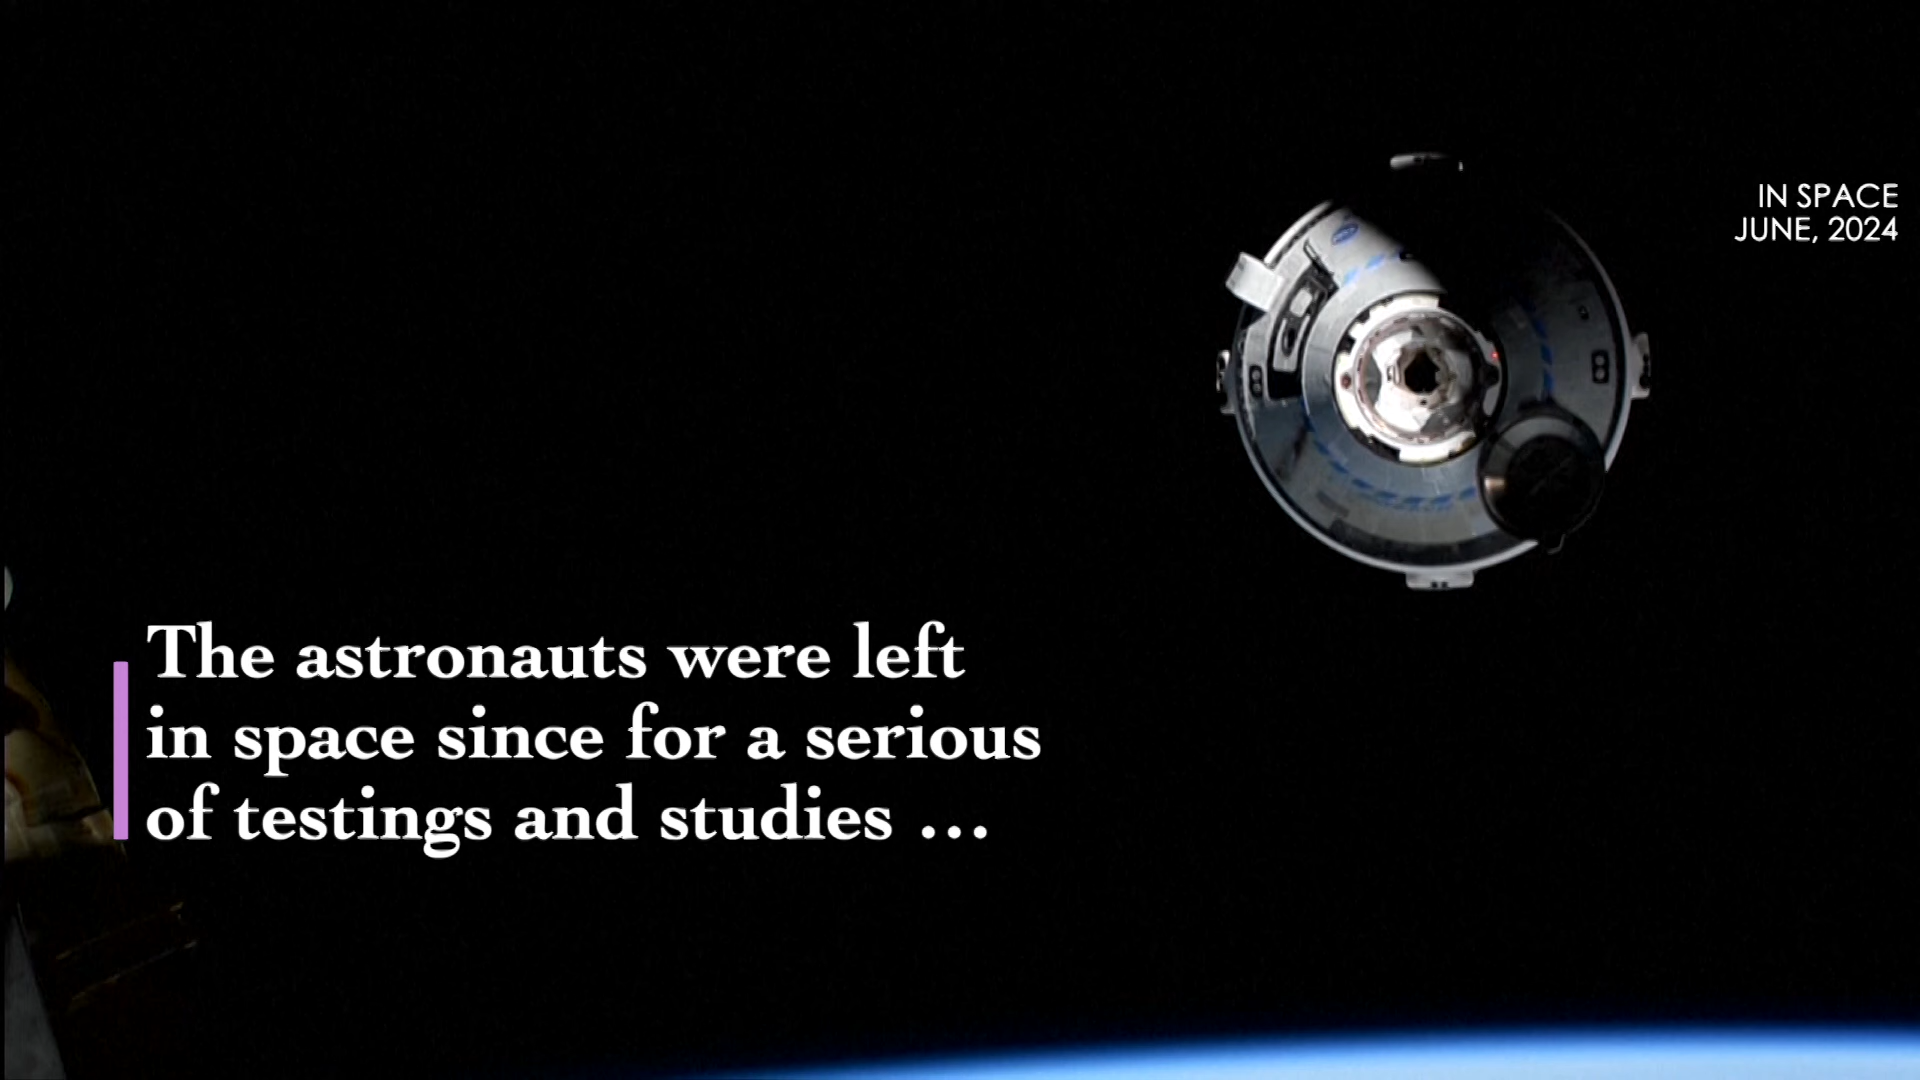 IN SPACE
JUNE, 2024
The astronauts were left
in space since for a serious
of testings and studies ...